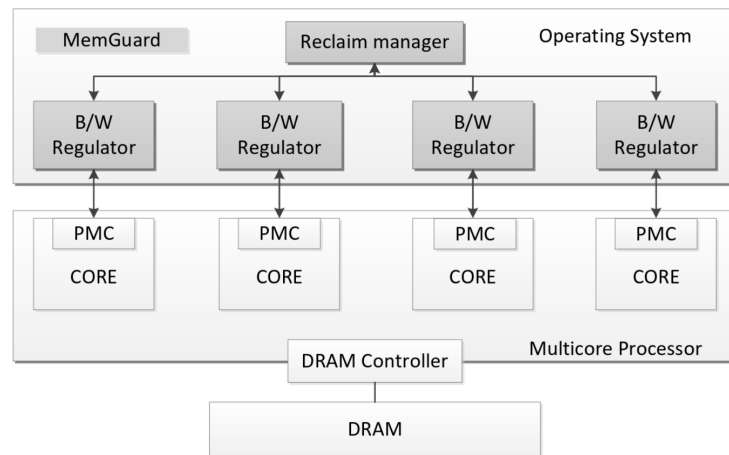 MemGuard
Reclaim manager
Operating System
B/W
Regulator
B/W
Regulator
B/W
Regulator
B/W
Regulator
PMC
CORE
PMC
CORE
PMC
CORE
PMC
CORE
DRAM Controller
Multicore Processor
DRAM